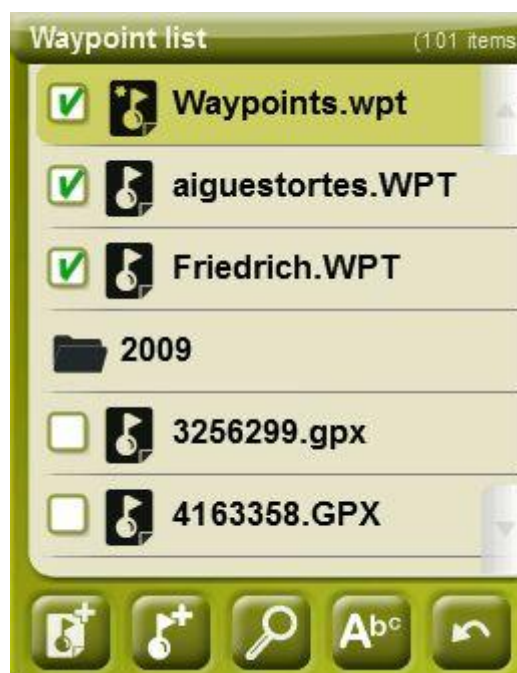 Waypoint list
(101 items
Waypoints.wpt
aiguestortes.WPT
Friedrich.WPT
2009
3256299.gpx
4163358.GPX
Abc